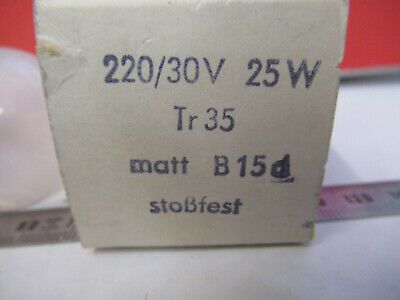 220/30V 25W
Tr 35
matt B15d
stoßfest